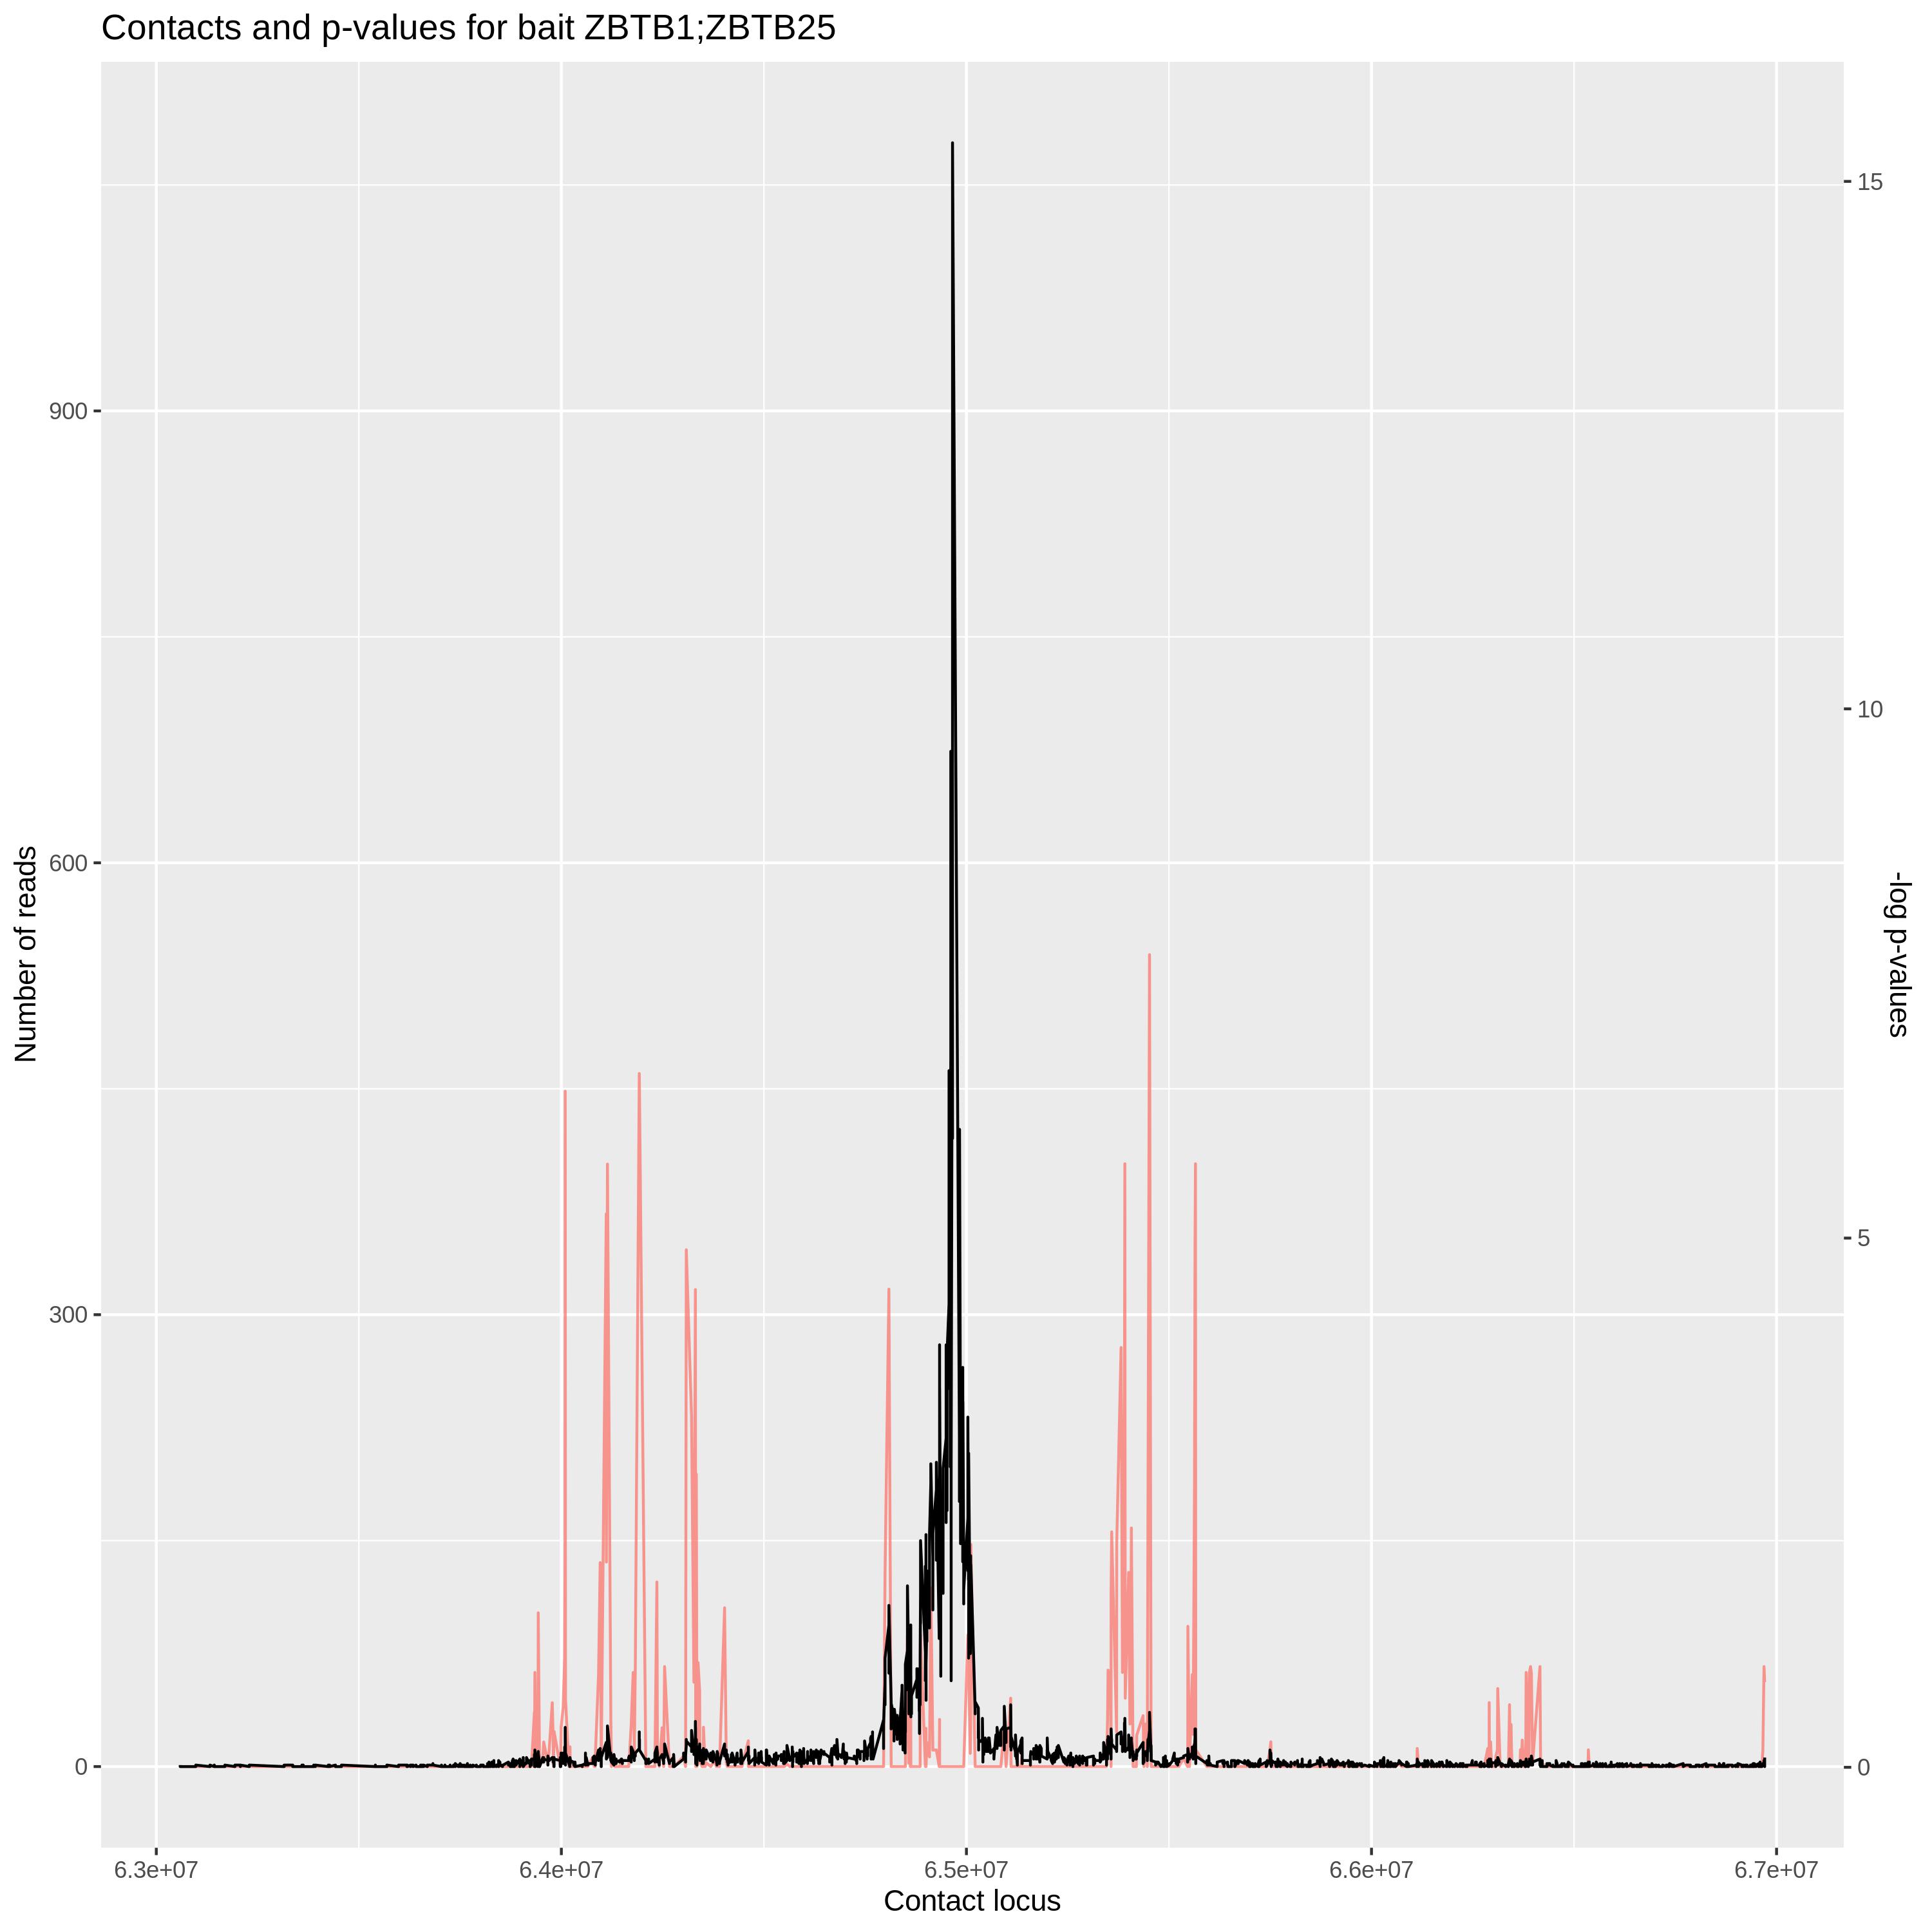 Contacts and p-values for bait ZBTB1;ZBTB25
Number of reads
900
600
300
0
15
10
5
0
-log p-values
6.3e+07 6.4e+07 6.5e+07 6.6e+07 6.7e+07
Contact locus